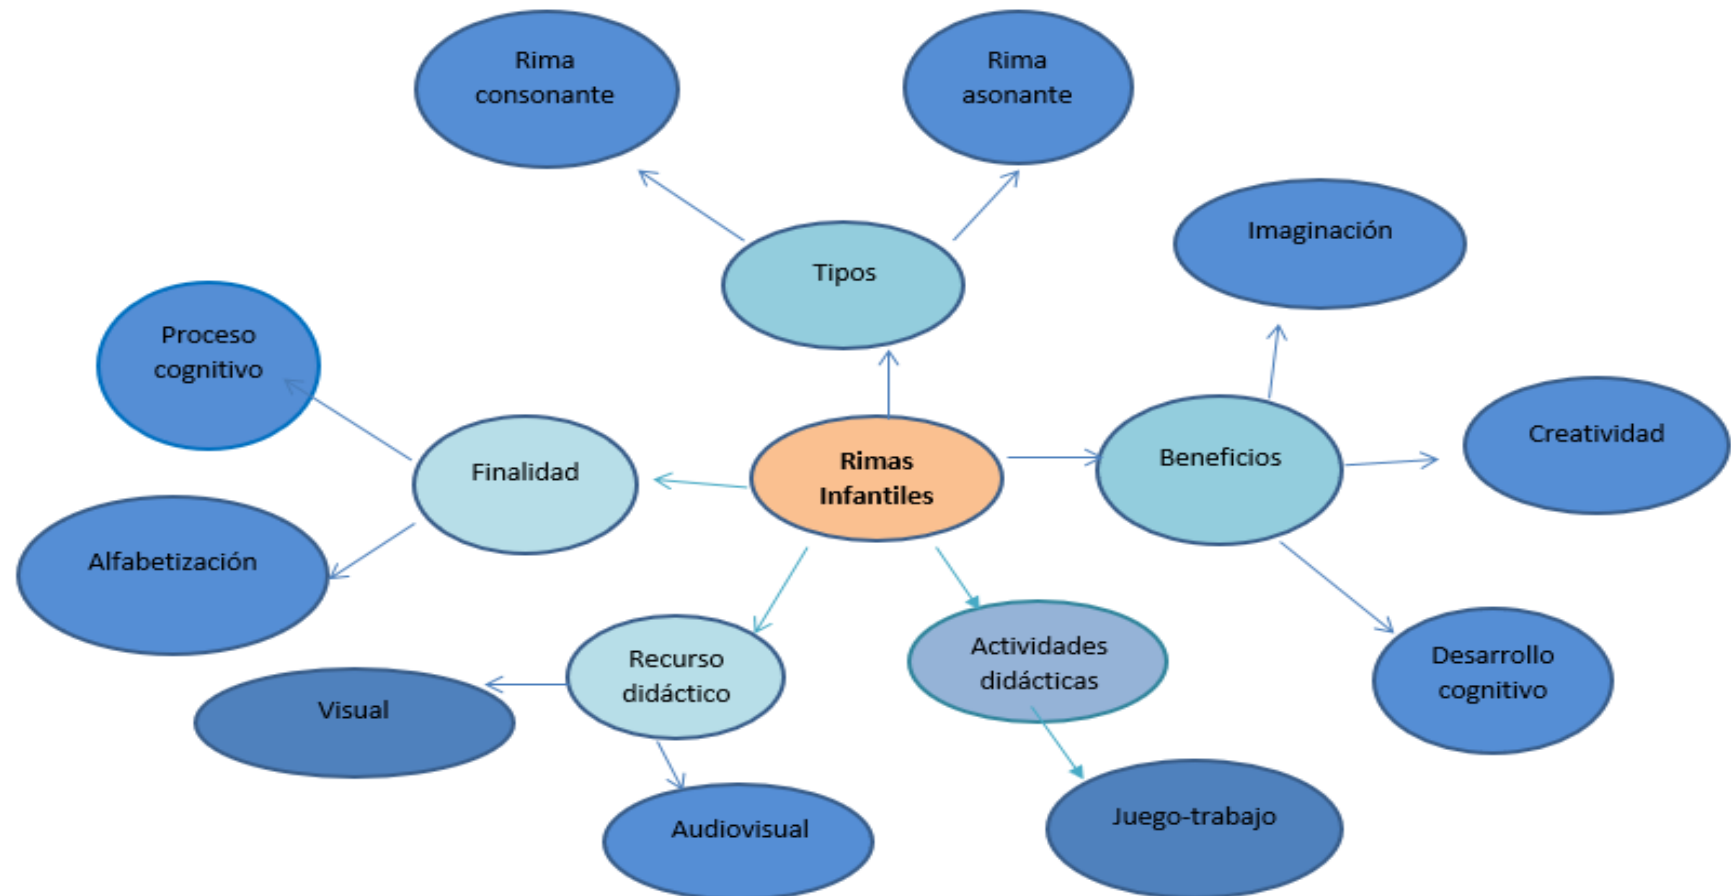 Rima
consonante
Rima
asonante
Imaginación
Tipos
Proceso
cognitivo
Creatividad
Beneficios
Rimas
Infantiles
Finalidad
Alfabetización
Recurso
didáctico
Actividades
didácticas
Desarrollo
cognitivo
Visual
Audiovisual
Juego-trabajo